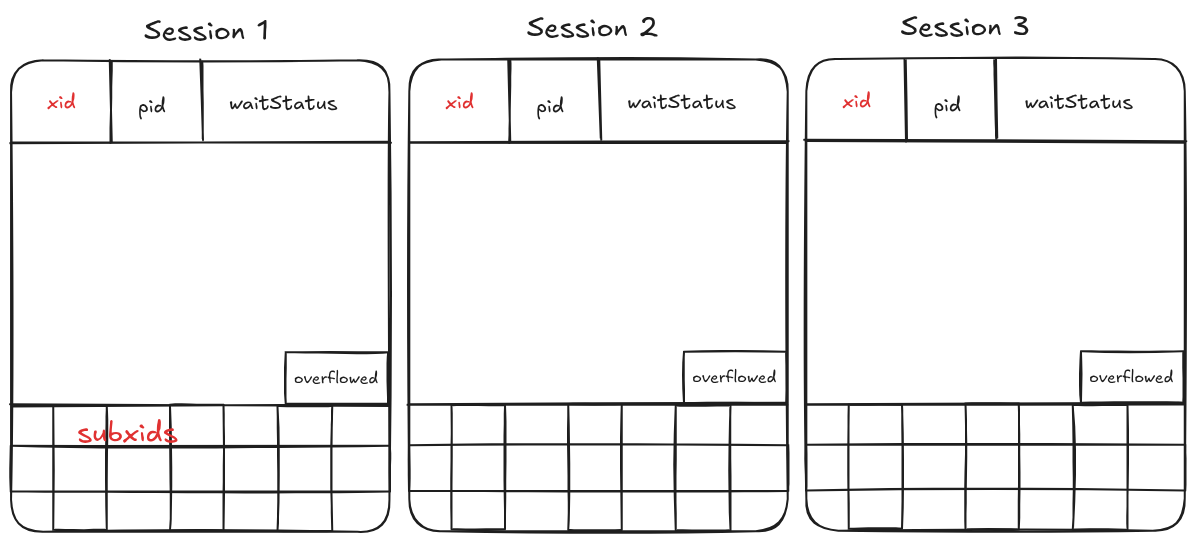 Session 1
Session 2
Session 3
xid
pid
waitStatus
xid
pid
waitStatus
xid
pid
waitStatus
overflowed
overflowed
overflowed
subxids